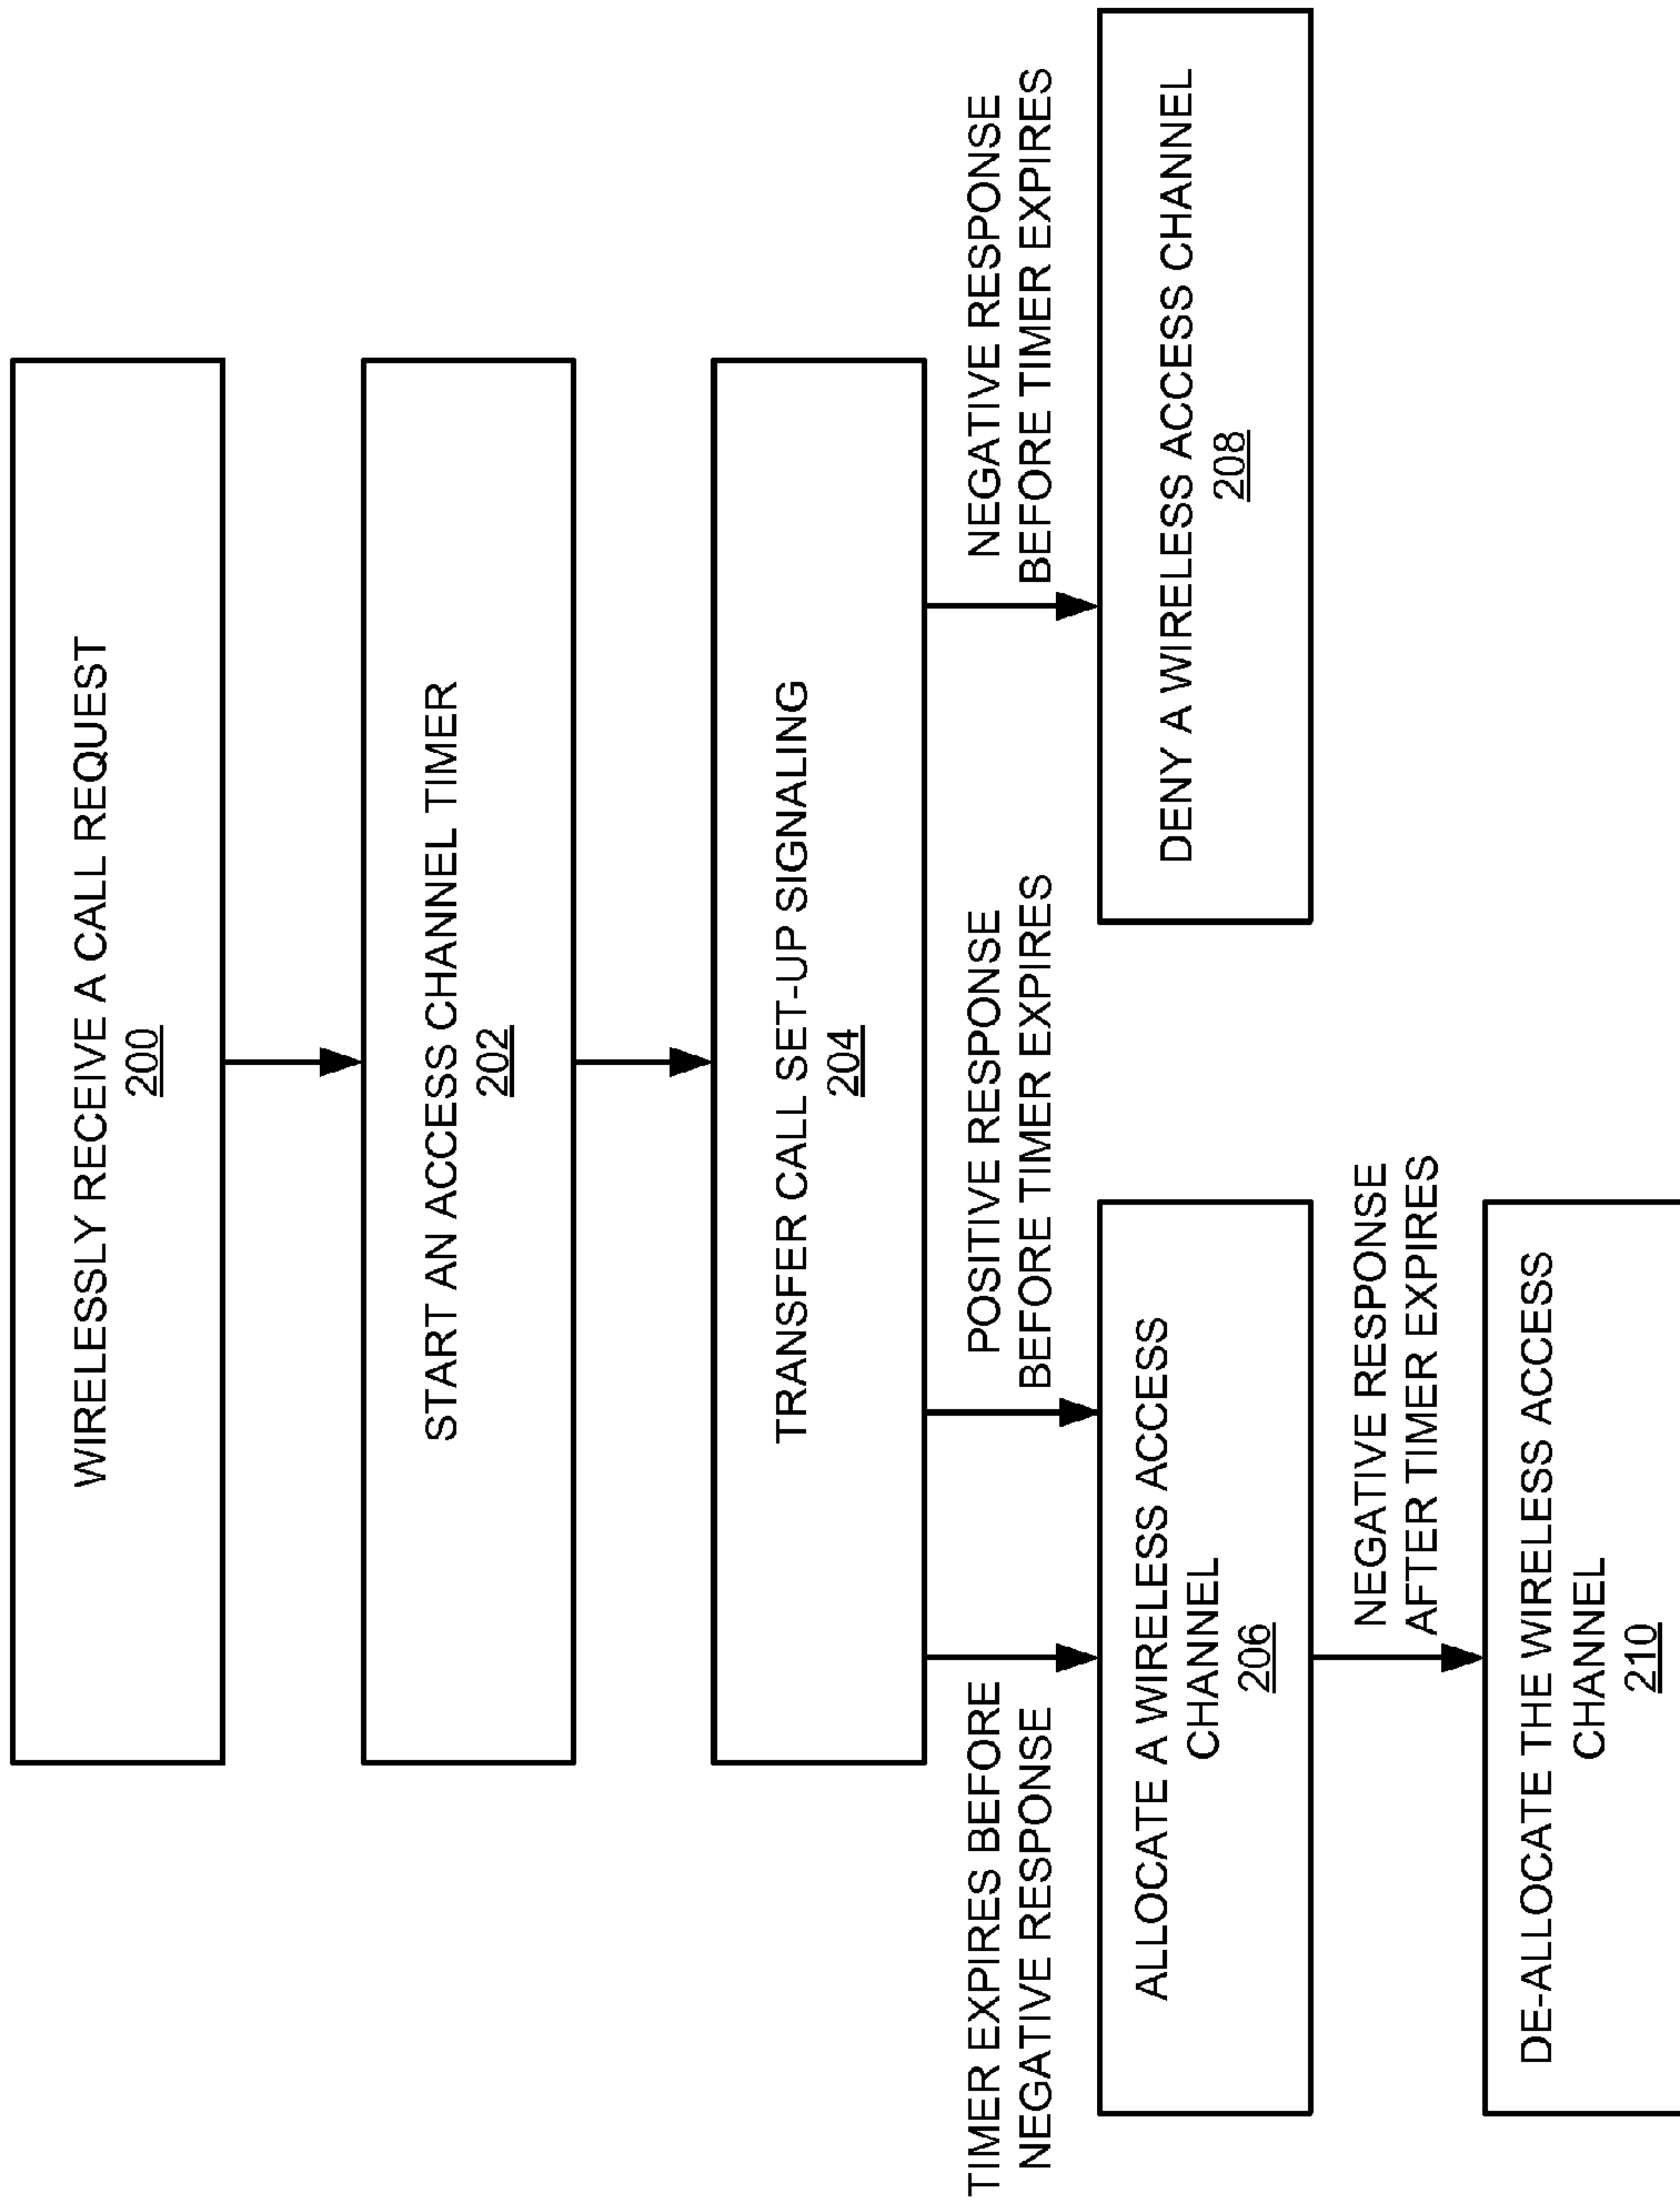 WIRELESSLY RECEIVE A CALL REQUEST
200
START AN ACCESS CHANNEL TIMER
202
TRANSFER CALL SET-UP SIGNALING
204
TIMER EXPIRES BEFORE
NEGATIVE RESPONSE
POSITIVE RESPONSE
BEFORE TIMER EXPIRES
NEGATIVE RESPONSE
BEFORE TIMER EXPIRES
ALLOCATE A WIRELESS ACCESS
CHANNEL
206
DENY A WIRELESS ACCESS CHANNEL
208
NEGATIVE RESPONSE
AFTER TIMER EXPIRES
DE-ALLOCATE THE WIRELESS ACCESS
CHANNEL
210